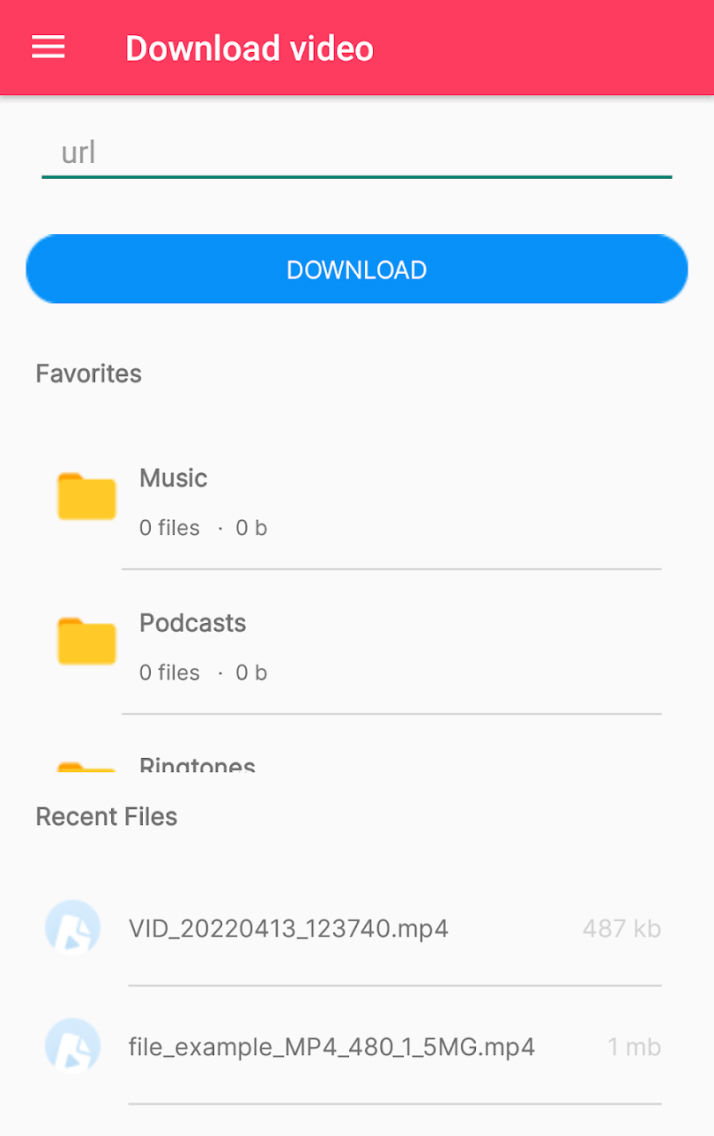 Download video
url
DOWNLOAD
Favorites
Music
0 files · 0 b
Podcasts
0 files · 0 b
Ringtones
Recent Files
VID_20220413_123740.mp4 487 kb
file_example_MP4_480_1_5MG.mp4 1 mb